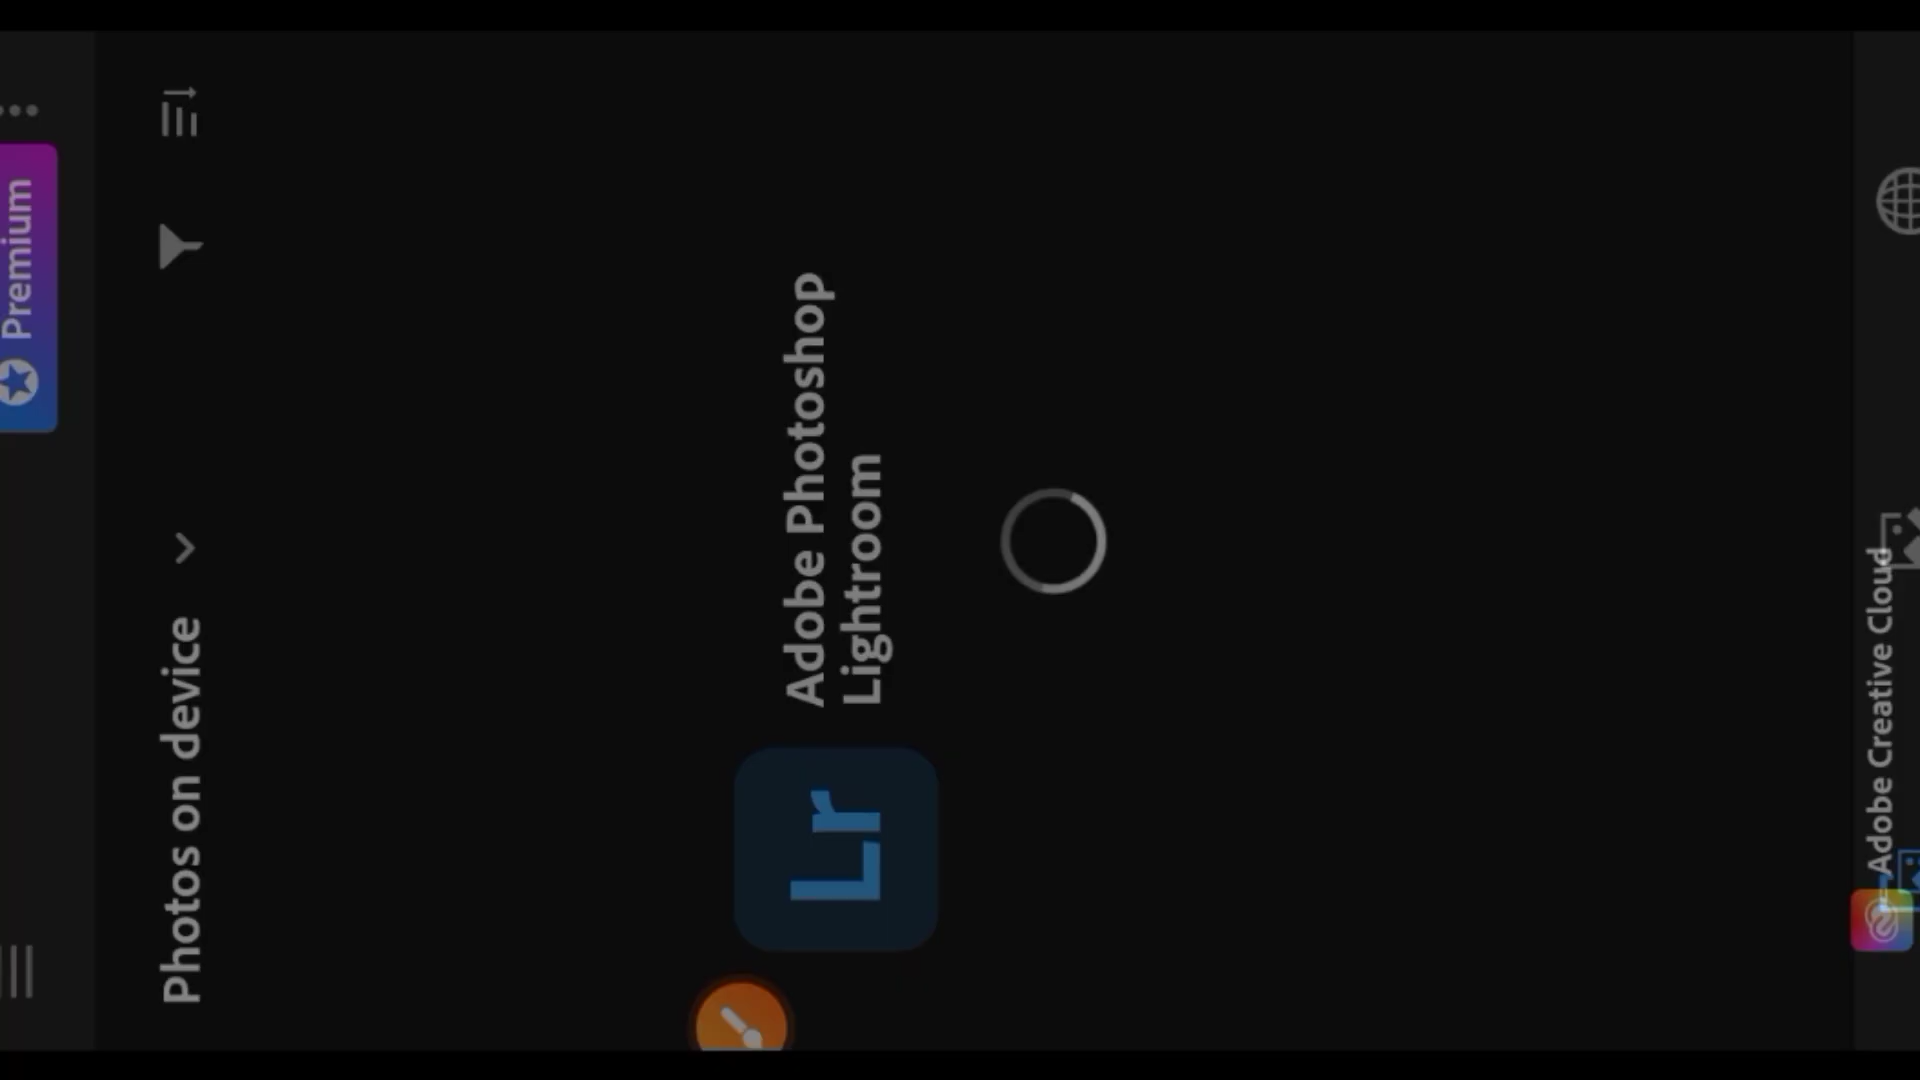 Premium
Photos on device
Adobe Photoshop
Lightroom
Lr
Adobe Creative Cloud